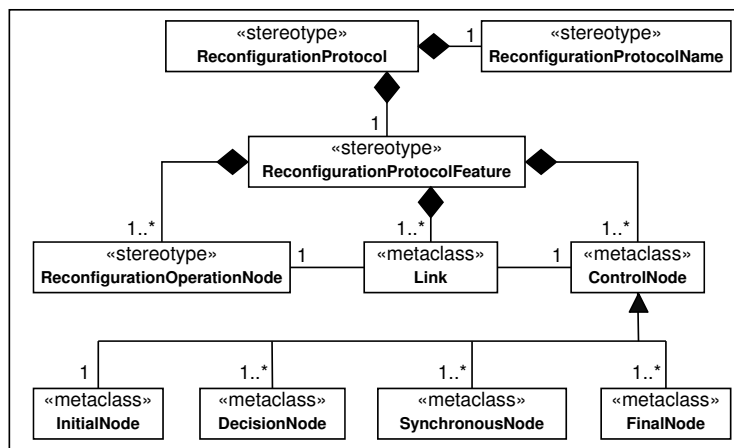 «stereotype»
ReconfigurationProtocol
1
«stereotype»
ReconfigurationProtocolName
1
«stereotype»
ReconfigurationProtocolFeature
1..*
1..*
1..*
«stereotype»
ReconfigurationOperationNode
1
«metaclass»
Link
1
«metaclass»
ControlNode
1
1..*
1..*
1..*
«metaclass»
InitialNode
«metaclass»
DecisionNode
«metaclass»
SynchronousNode
«metaclass»
FinalNode